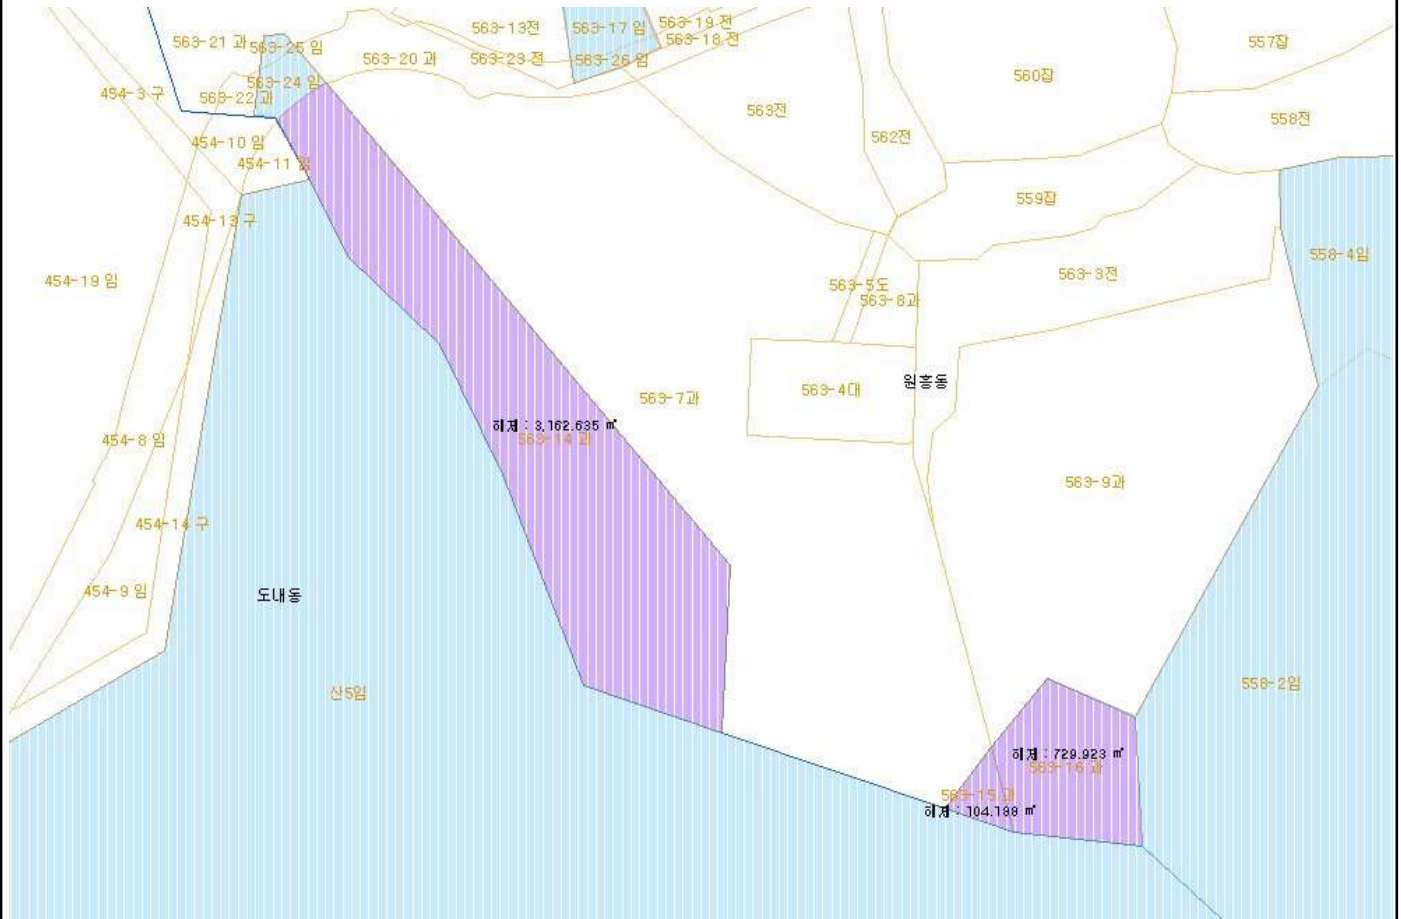 563-13전
563-17 임
563-19 전
563-18 전
563-21 과
563-25 임
563-20 과
563-23 전
563-26 임
557잡
560잡
563-24 임
454-3 구
563-22 과
563전
558전
562전
454-10 임
454-11 임
559잡
454-13 구
558-4임
454-19 임
563-3전
563-5도
563-8과
원흥동
563-4대
563-7과
해제 : 3,162.635 ㎡
563-14 과
454-8 임
563-9과
454-14 구
454-9 임
도내동
558-2임
산5임
해제 : 729.923 ㎡
563-16 과
563-15 과
해제 : 104.188 ㎡